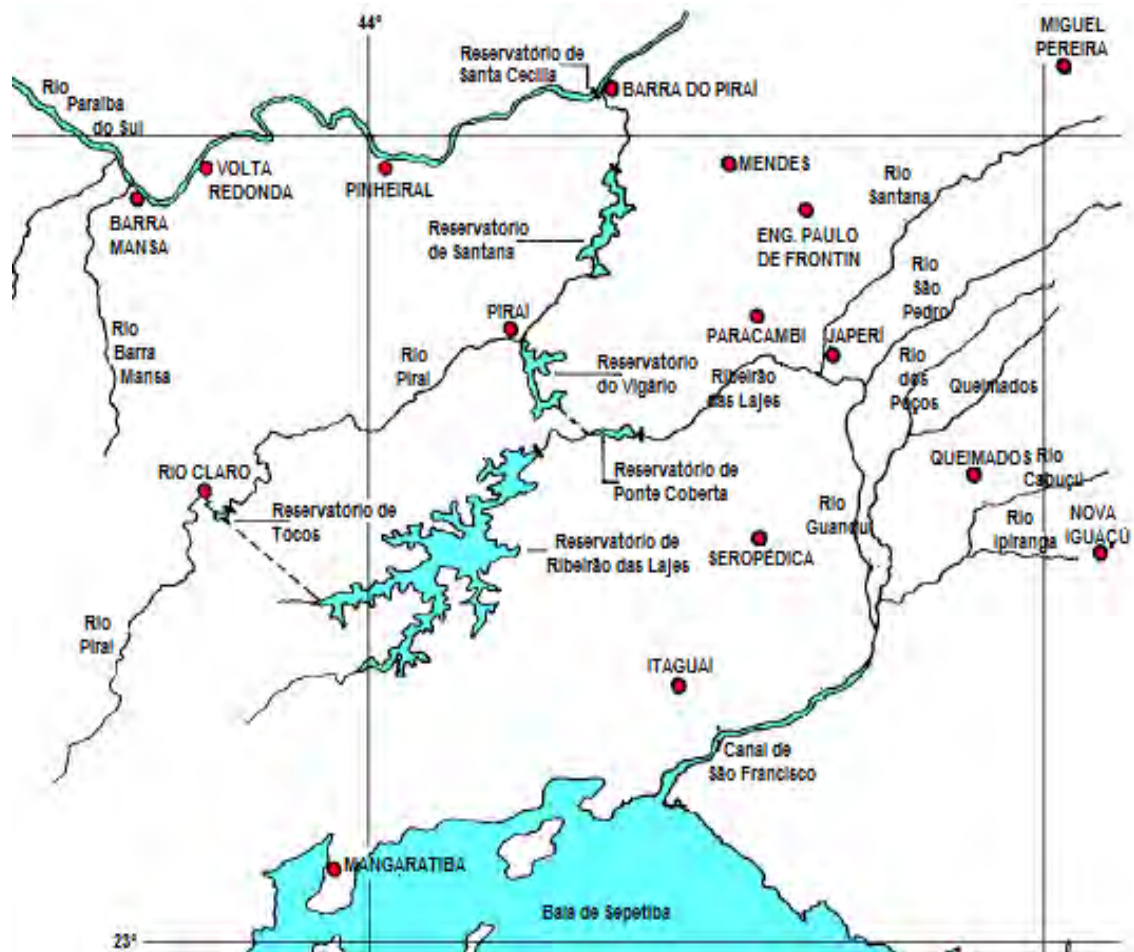 44°
MIGUEL
PEREIRA
Reservatório de
Santa Cecília
BARRA DO PIRAÍ
Rio
Paraíba
do Sul
VOLTA
REDONDA
PINHEIRAL
MENDES
Rio
Santana
BARRA
MANSA
Reservatório
de Santana
ENG. PAULO
DE FRONTIN
Rio
São
Pedro
PIRAÍ
PARACAMBI
JAPERÍ
Rio
Barra
Mansa
Rio
Piraí
Reservatório
do Vigário
Ribeirão
das Lajes
Rio
dos
Poços
Queimados
RIO CLARO
Reservatório de
Ponte Coberta
QUEIMADOS
Rio
Cabuçú
Reservatório de
Tocos
Rio
Guandu
Rio
Ipiranga
NOVA
IGUAÇÚ
Reservatório de
Ribeirão das Lajes
SEROPÉDICA
Rio
Piraí
ITAGUAÍ
Canal de
São Francisco
MANGARATIBA
Baía de Sepetiba
23°